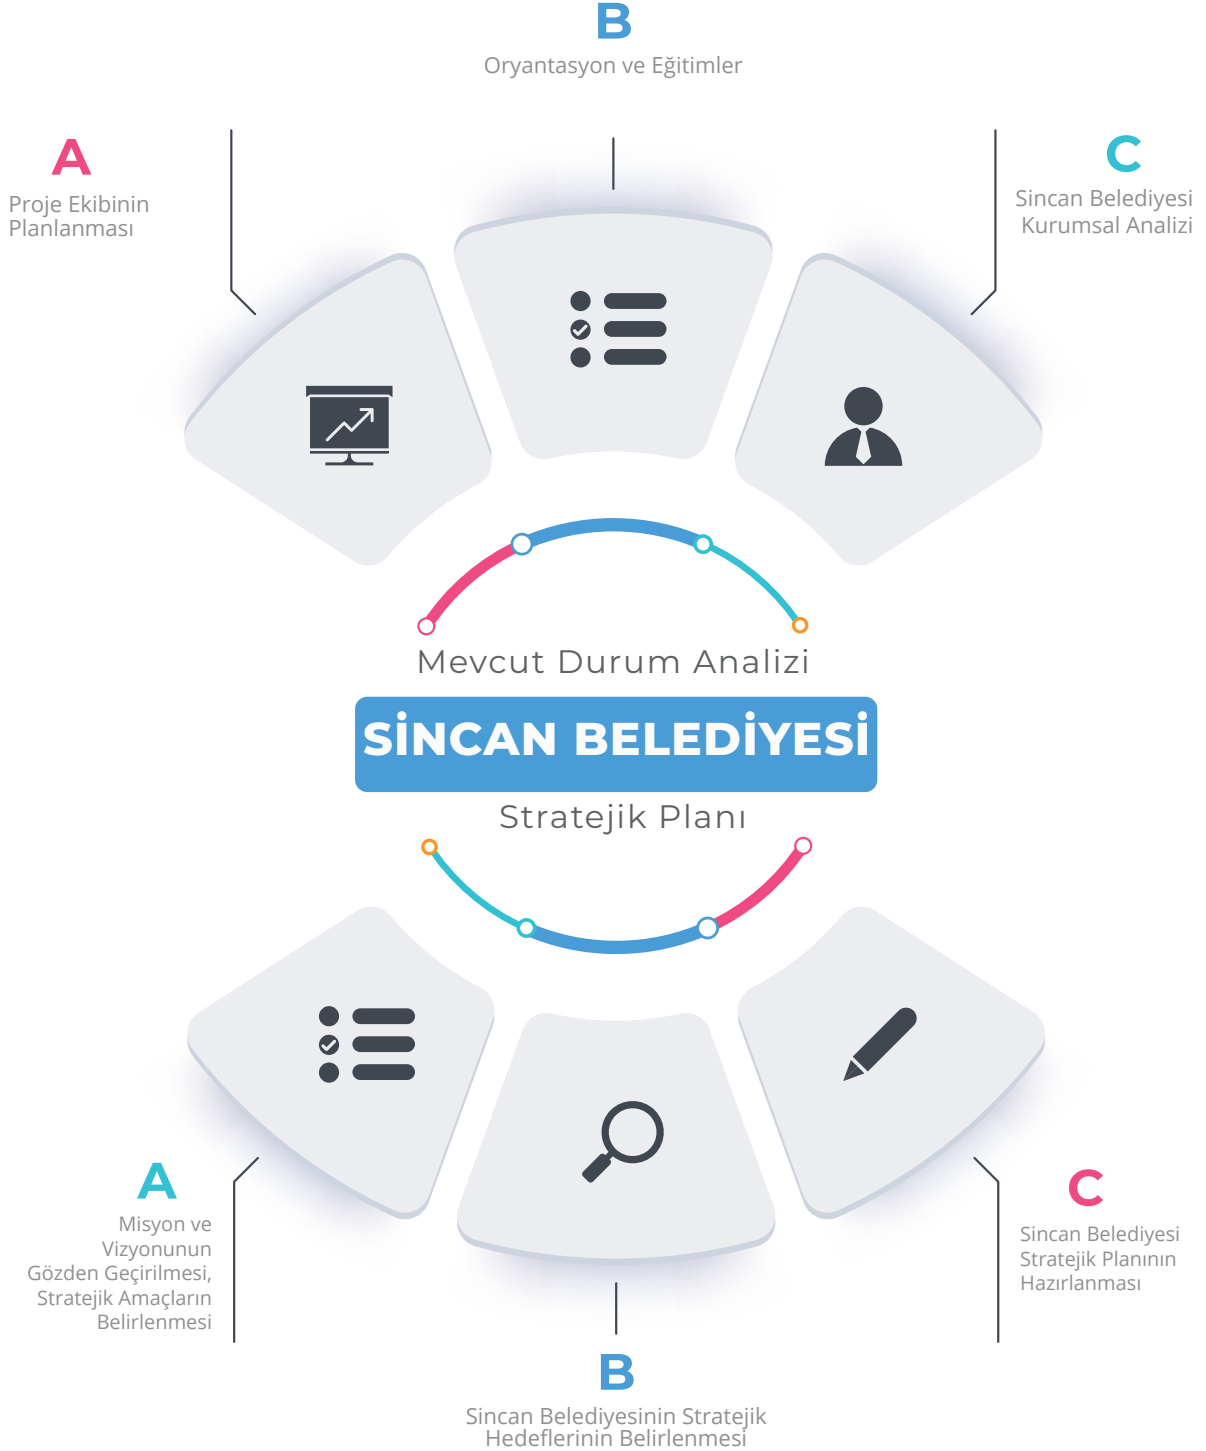 B
Oryantasyon ve Eğitimler
A
Proje Ekibinin
Planlanması
C
Sincan Belediyesi
Kurumsal Analizi
Mevcut Durum Analizi
SİNCAN BELEDİYESİ
Stratejik Planı
A
Misyon ve
Vizyonunun
Gözden Geçirilmesi,
Stratejik Amaçların
Belirlenmesi
B
Sincan Belediyesinin Stratejik
Hedeflerinin Belirlenmesi
C
Sincan Belediyesi
Stratejik Planının
Hazırlanması